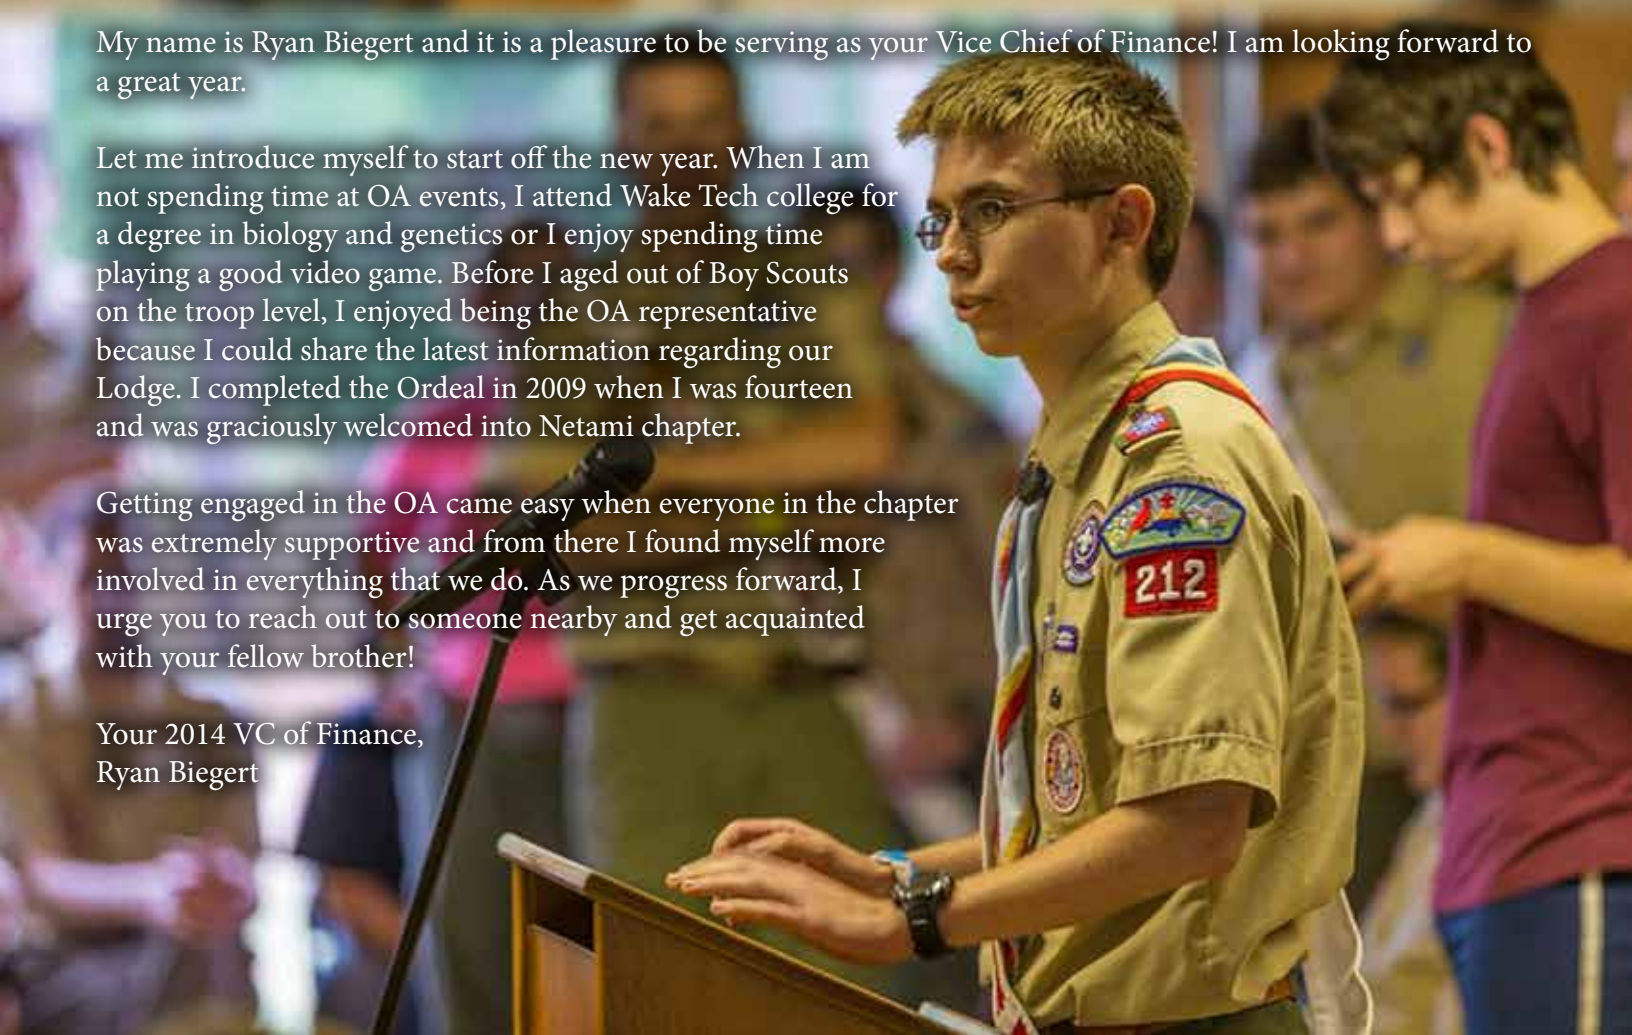 My name is Ryan Biegert and it is a pleasure to be serving as your Vice Chief of Finance! I am looking forward to
a great year.
Let me introduce myself to start off the new year. When I am
not spending time at OA events, I attend Wake Tech college for
a degree in biology and genetics or I enjoy spending time
playing a good video game. Before I aged out of Boy Scouts
on the troop level, I enjoyed being the OA representative
because I could share the latest information regarding our
Lodge. I completed the Ordeal in 2009 when I was fourteen
and was graciously welcomed into Netami chapter.
Getting engaged in the OA came easy when everyone in the chapter
was extremely supportive and from there I found myself more
involved in everything that we do. As we progress forward, I
urge you to reach out to someone nearby and get acquainted
with your fellow brother!
Your 2014 VC of Finance,
Ryan Biegert
212